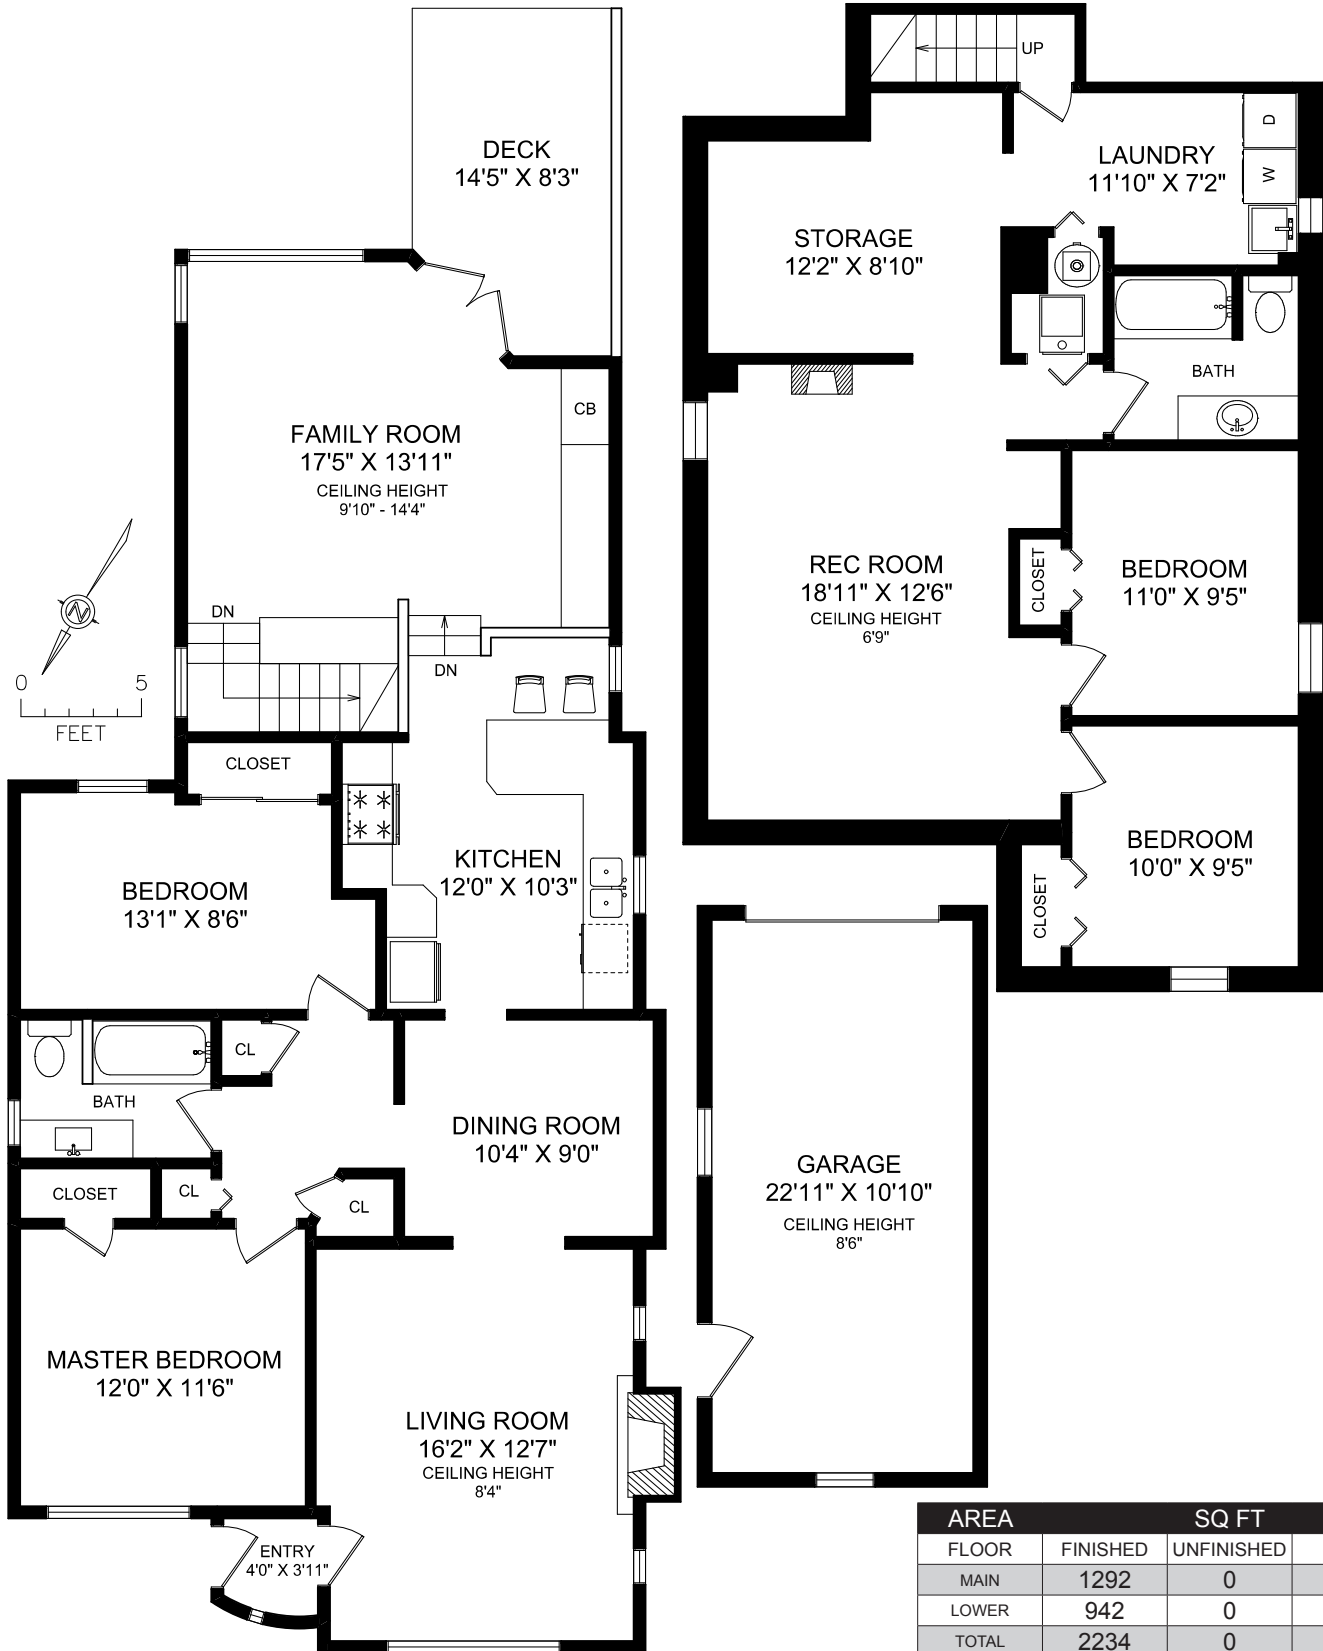 DECK
14'5" X 8'3"
FAMILY ROOM
17'5" X 13'11"
CEILING HEIGHT
9'10" - 14'4"
CB
DN
DN
N
0 5
FEET
CLOSET
BEDROOM
13'1" X 8'6"
KITCHEN
12'0" X 10'3"
CL
BATH
DINING ROOM
10'4" X 9'0"
CLOSET
CL
CL
MASTER BEDROOM
12'0" X 11'6"
LIVING ROOM
16'2" X 12'7"
CEILING HEIGHT
8'4"
ENTRY
4'0" X 3'11"
UP
LAUNDRY
11'10" X 7'2"
D
W
STORAGE
12'2" X 8'10"
BATH
REC ROOM
18'11" X 12'6"
CEILING HEIGHT
6'9"
CLOSET
BEDROOM
11'0" X 9'5"
BEDROOM
10'0" X 9'5"
CLOSET
GARAGE
22'11" X 10'10"
CEILING HEIGHT
8'6"
AREA SQ FT
FLOOR FINISHED UNFINISHED
MAIN 1292 0
LOWER 942 0
TOTAL 2234 0